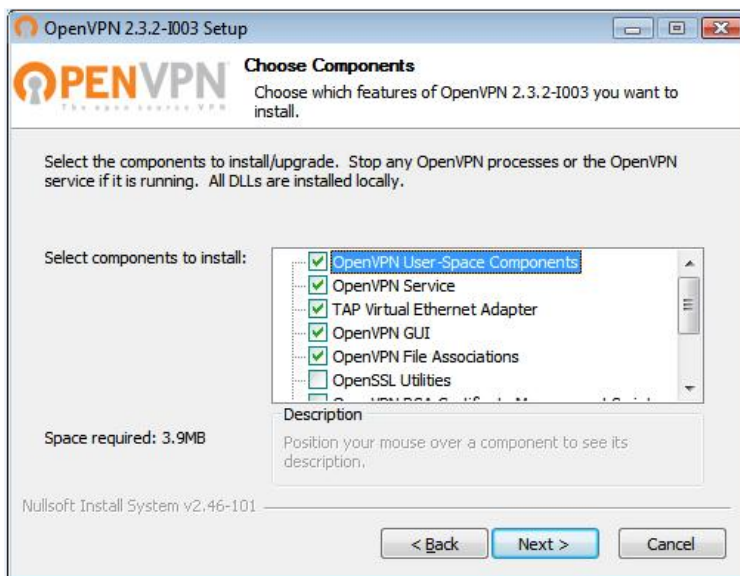 OpenVPN 2.3.2-I003 Setup
OPENVPN
The open source VPN
Choose Components
Choose which features of OpenVPN 2.3.2-I003 you want to
install.
Select the components to install/upgrade. Stop any OpenVPN processes or the OpenVPN
service if it is running. All DLLs are installed locally.
Select components to install:
OpenVPN User-Space Components
OpenVPN Service
TAP Virtual Ethernet Adapter
OpenVPN GUI
OpenVPN File Associations
OpenSSL Utilities
Space required: 3.9MB
Description
Position your mouse over a component to see its
description.
Nullsoft Install System v2.46-101
< Back
Next >
Cancel